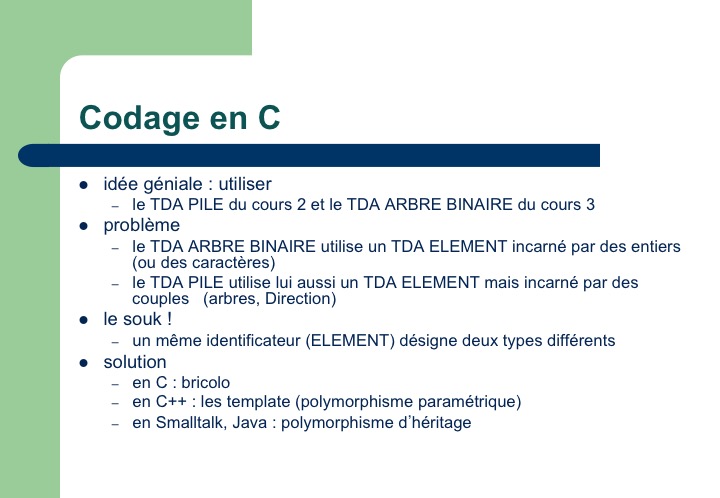 Codage en C
idée géniale : utiliser
– le TDA PILE du cours 2 et le TDA ARBRE BINAIRE du cours 3
problème
– le TDA ARBRE BINAIRE utilise un TDA ELEMENT incarné par des entiers
(ou des caractères)
– le TDA PILE utilise lui aussi un TDA ELEMENT mais incarné par des
couples (arbres, Direction)
le souk !
– un même identificateur (ELEMENT) désigne deux types différents
solution
– en C : bricolo
– en C++ : les template (polymorphisme paramétrique)
– en Smalltalk, Java : polymorphisme d’héritage